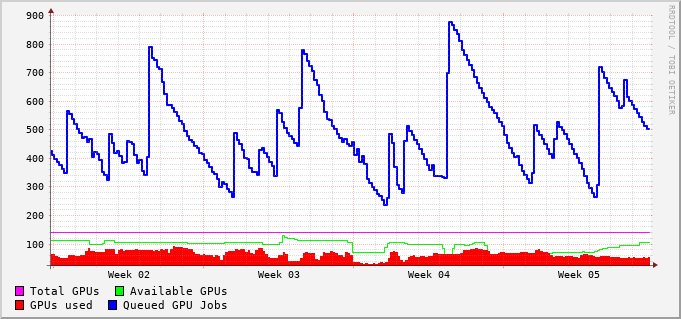 900
800
700
600
500
400
300
200
100
Week 02 Week 03 Week 04 Week 05
Total GPUs Available GPUs
GPUs used Queued GPU Jobs
RRDTOOL / TOBI OETIKER